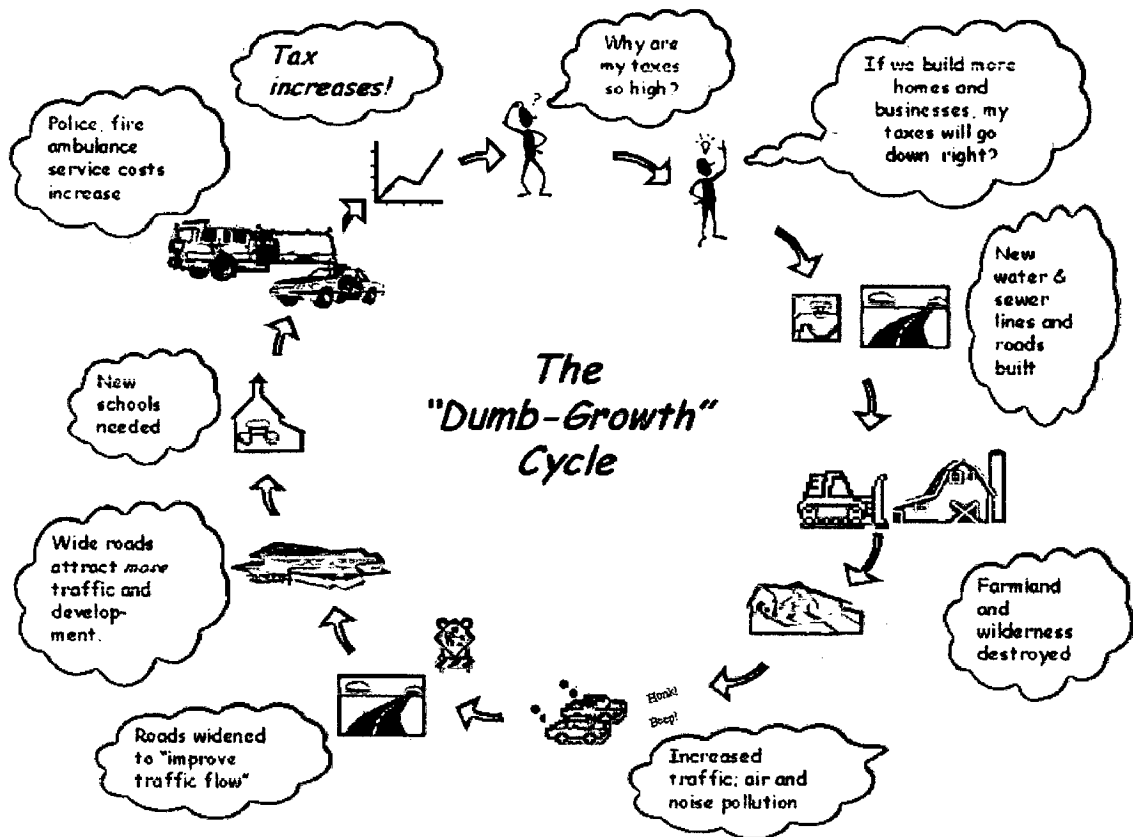 Tax
increases!
Why are
my taxes
so high?
If we build more
homes and
businesses, my
taxes will go
down right?
New
water &
sewer
lines and
roads
built
Farmland
and
wilderness
destroyed
Honk!
Beep!
Increased
traffic; air and
noise pollution
Roads widened
to "improve
traffic flow"
Wide roads
attract more
traffic and
develop-
ment.
New
schools
needed
Police, fire
ambulance
service costs
increase
The
"Dumb-Growth"
Cycle
?